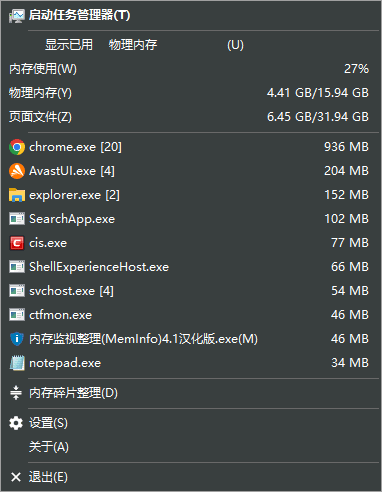 启动任务管理器(T)
显示已用 物理内存 (U)
内存使用(W) 27%
物理内存(Y) 4.41 GB/15.94 GB
页面文件(Z) 6.45 GB/31.94 GB
chrome.exe [20] 936 MB
AvastUI.exe [4] 204 MB
explorer.exe [2] 152 MB
SearchApp.exe 102 MB
cis.exe 77 MB
ShellExperienceHost.exe 66 MB
svchost.exe [4] 54 MB
ctfmon.exe 46 MB
内存监视整理(MemInfo)4.1汉化版.exe(M) 46 MB
notepad.exe 34 MB
内存碎片整理(D)
设置(S)
关于(A)
退出(E)